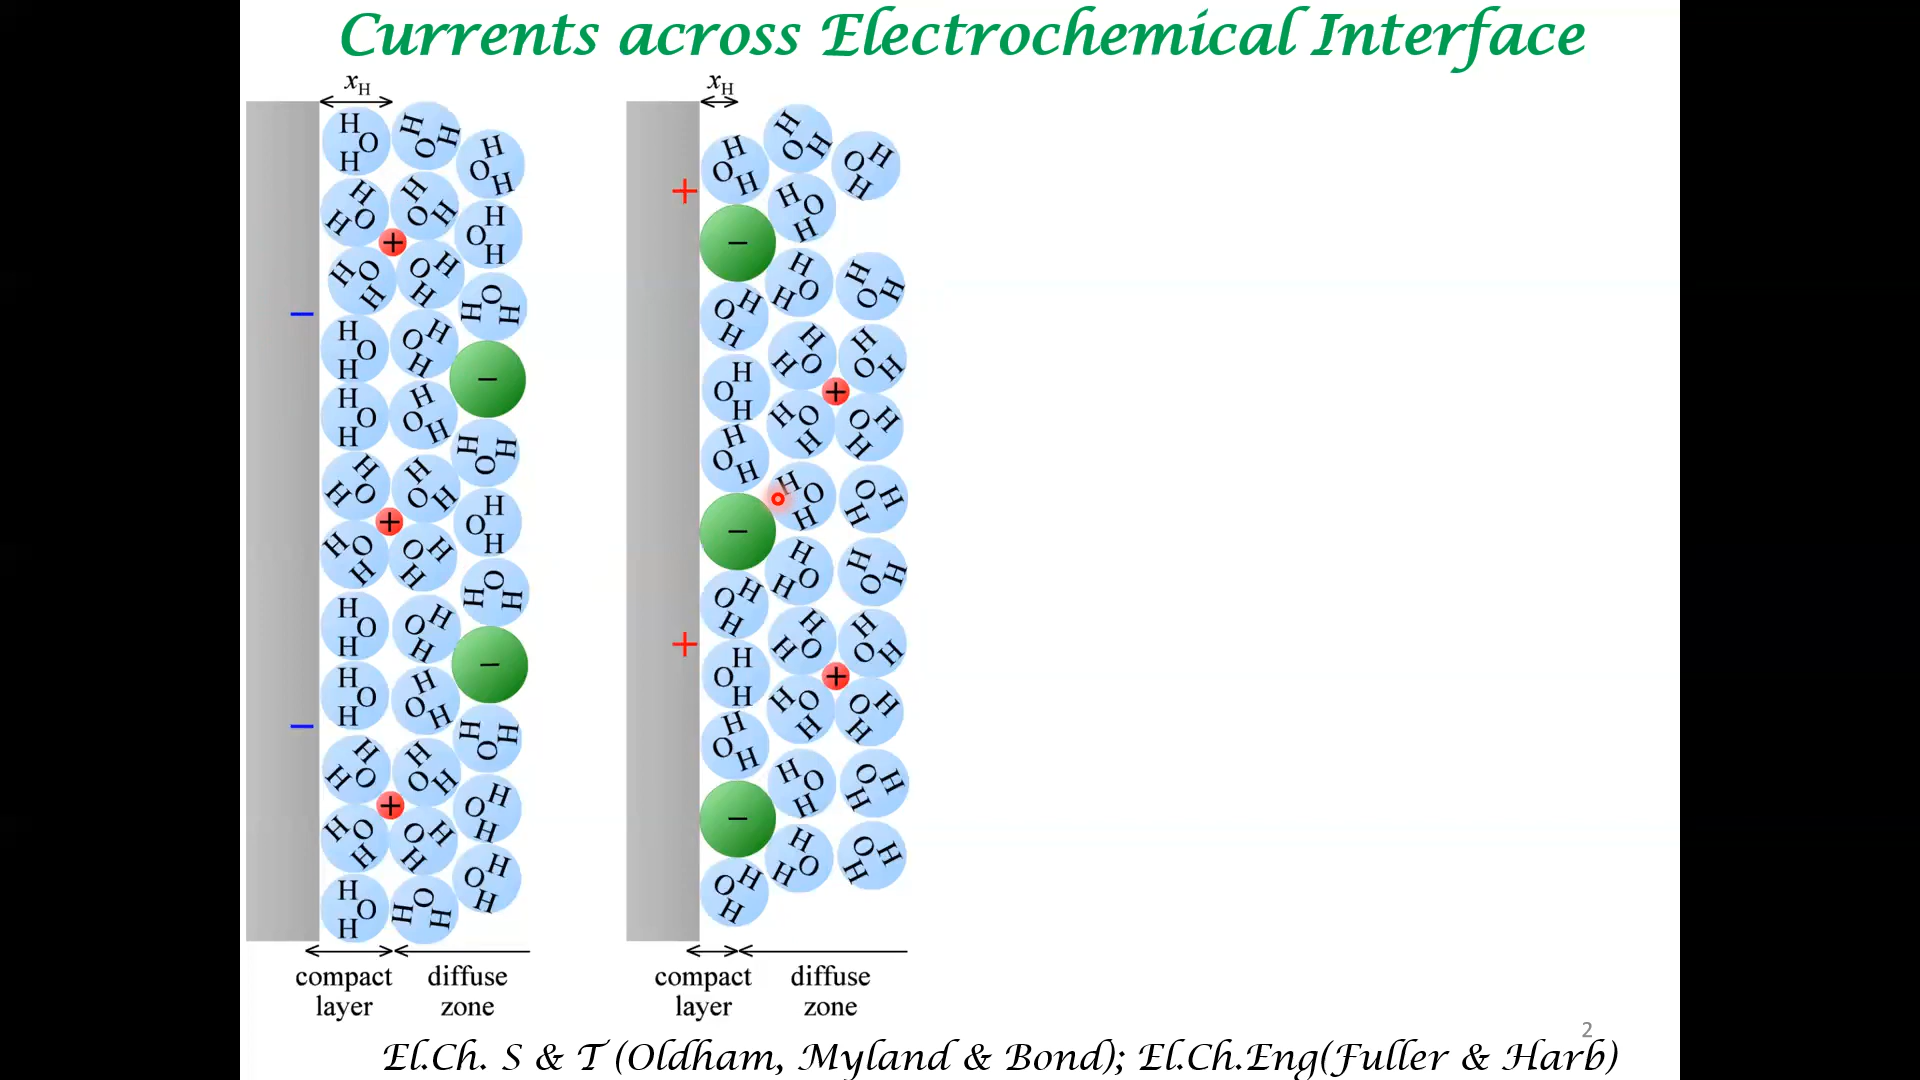 Currents across Electrochemical Interface
xH
xH
H H O H H O H H O
H H O H H O H H O
+ − + −
compact layer
diffuse zone
compact layer
diffuse zone
2
El.Ch. S & T (Oldham, Myland & Bond); El.Ch.Eng(Fuller & Harb)